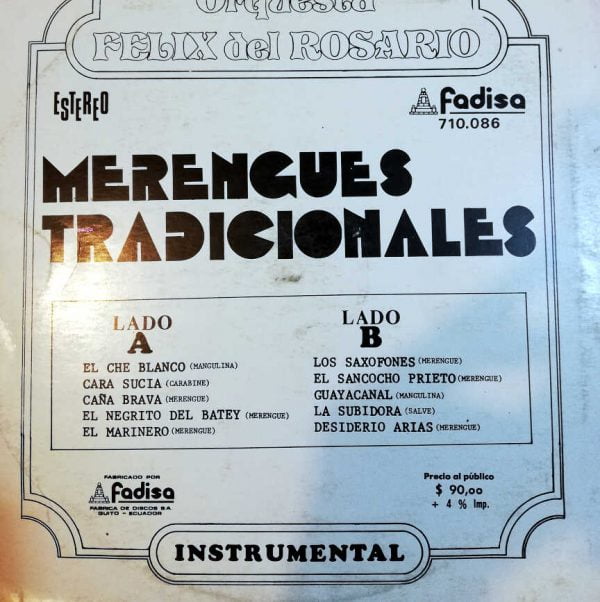 Orquesta
FELIX del ROSARIO
ESTEREO
fadisa
710.086
MERENGUES
TRADICIONALES
LADO
A
EL CHE BLANCO (MANGULINA)
CARA SUCIA (CARABINE)
CAÑA BRAVA (MERENGUE)
EL NEGRITO DEL BATEY (MERENGUE)
EL MARINERO (MERENGUE)
LADO
B
LOS SAXOFONES (MERENGUE)
EL SANCOCHO PRIETO (MERENGUE)
GUAYACANAL (MANGULINA)
LA SUBIDORA (SALVE)
DESIDERIO ARIAS (MERENGUE)
FABRICADO POR
fadisa
FABRICA DE DISCOS S.A.
QUITO - ECUADOR
Precio al público
$ 90,00
+ 4 % Imp.
INSTRUMENTAL